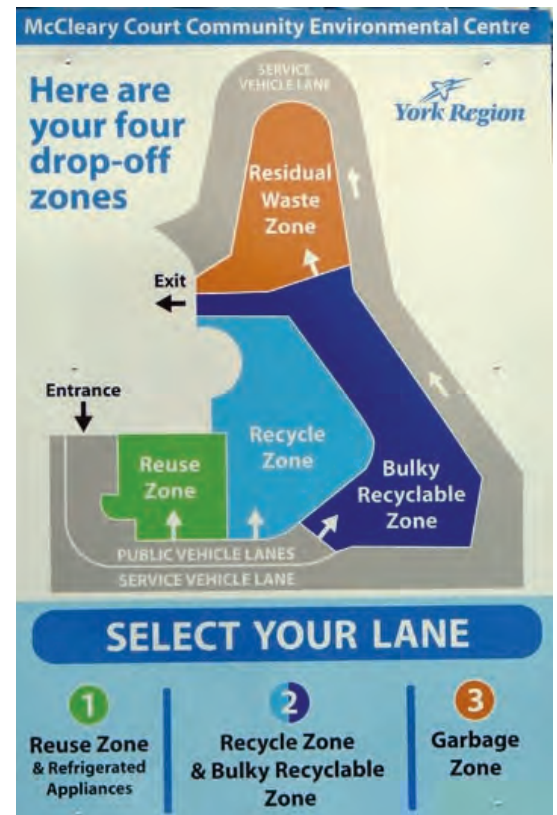 McCleary Court Community Environmental Centre
Here are
your four
drop-off
zones
SERVICE
VEHICLE LANE
York Region
Residual
Waste
Zone
Exit
Entrance
Reuse
Zone
Recycle
Zone
Bulky
Recyclable
Zone
PUBLIC VEHICLE LANES
SERVICE VEHICLE LANE
SELECT YOUR LANE
1
Reuse Zone
& Refrigerated
Appliances
2
Recycle Zone
& Bulky Recyclable
Zone
3
Garbage
Zone